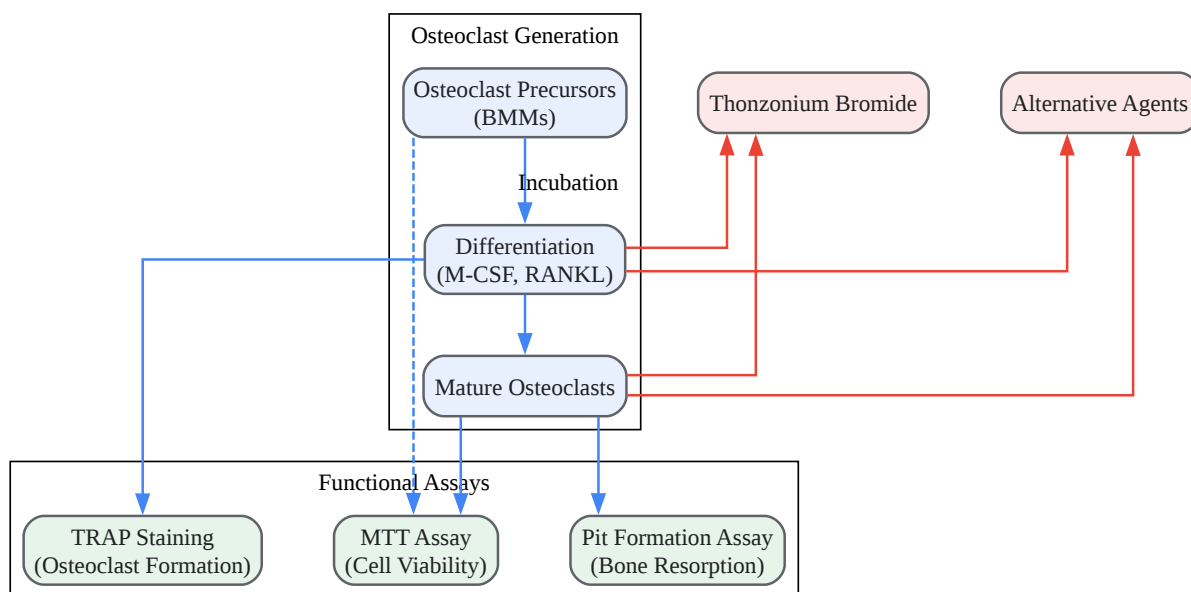 Osteoclast Generation
Osteoclast Precursors
(BMMs)
Thonzonium Bromide
Alternative Agents
Incubation
Differentiation
(M-CSF, RANKL)
Mature Osteoclasts
Functional Assays
TRAP Staining
(Osteoclast Formation)
MTT Assay
(Cell Viability)
Pit Formation Assay
(Bone Resorption)